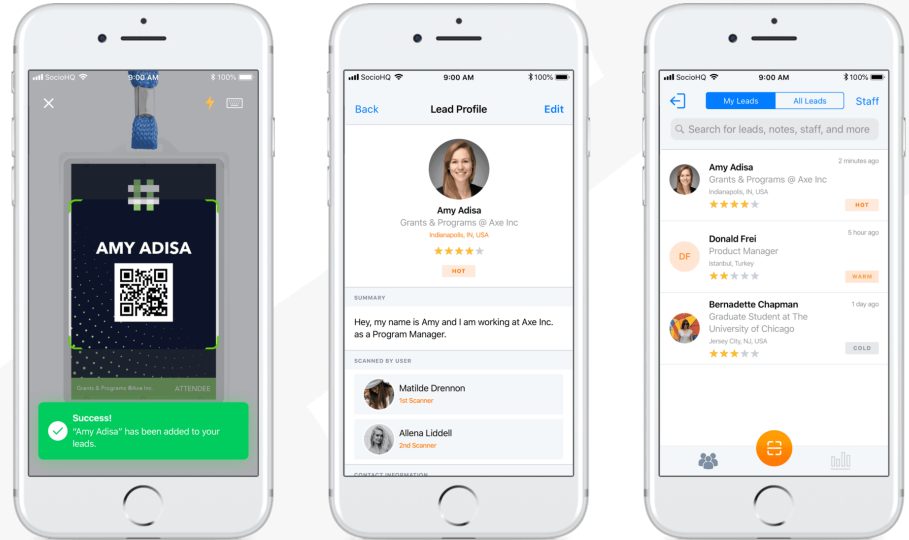 SocioHQ 9:00 AM 100%
AMY ADISA
Grants & Programs @Axe Inc ATTENDEE
Success!
"Amy Adisa" has been added to your
leads.
SocioHQ 9:00 AM 100%
Back Lead Profile Edit
Amy Adisa
Grants & Programs @ Axe Inc
Indianapolis, IN, USA
HOT
SUMMARY
Hey, my name is Amy and I am working at Axe Inc.
as a Program Manager.
SCANNED BY USER
Matilde Drennon
1st Scanner
Allena Liddell
2nd Scanner
CONTACT INFORMATION
SocioHQ 9:00 AM 100%
My Leads All Leads Staff
Search for leads, notes, staff, and more
Amy Adisa 2 minutes ago
Grants & Programs @ Axe Inc
Indianapolis, IN, USA
HOT
Donald Frei 5 hour ago
DF
Product Manager
Istanbul, Turkey
WARM
Bernadette Chapman 1 day ago
Graduate Student at The
University of Chicago
Jersey City, NJ, USA
COLD